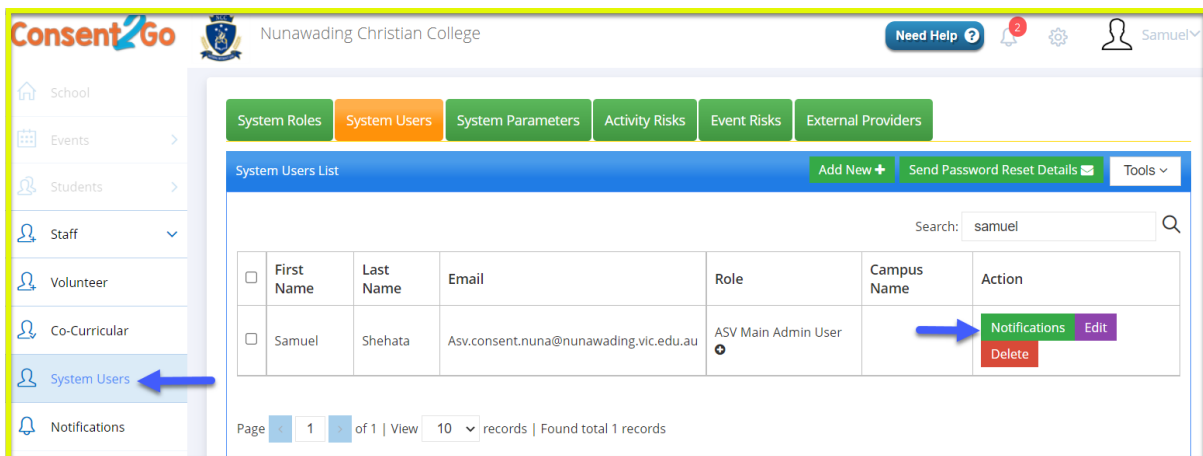 Consent2Go
Nunawading Christian College
Need Help ?
2
Samuel
School
Events
Students
Staff
Volunteer
Co-Curricular
System Users
Notifications
System Roles
System Users
System Parameters
Activity Risks
Event Risks
External Providers
System Users List
Add New +
Send Password Reset Details
Tools
Search: samuel
First Name
Last Name
Email
Role
Campus Name
Action
Samuel
Shehata
Asv.consent.nuna@nunawading.vic.edu.au
ASV Main Admin User
Notifications
Edit
Delete
Page < 1 > of 1 | View 10 records | Found total 1 records